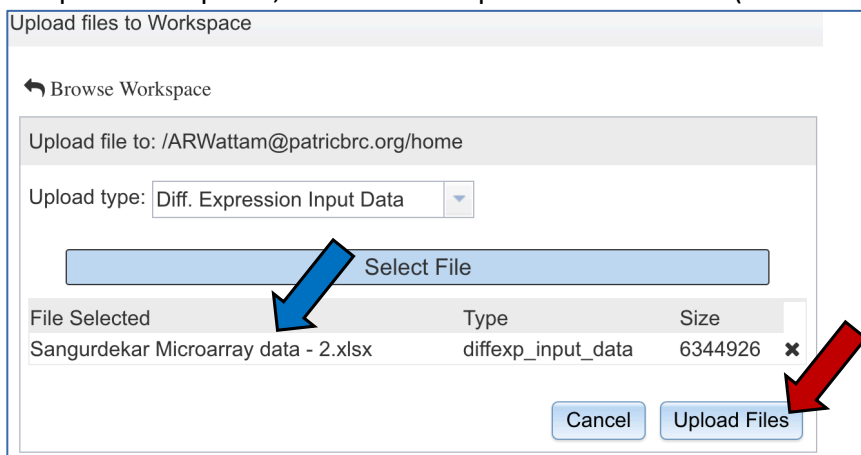 Upload files to Workspace
Browse Workspace
Upload file to: /ARWattam@patricbrc.org/home
Upload type: Diff. Expression Input Data
Select File
File Selected Type Size
Sangurdekar Microarray data - 2.xlsx diffexp_input_data 6344926
Cancel Upload Files